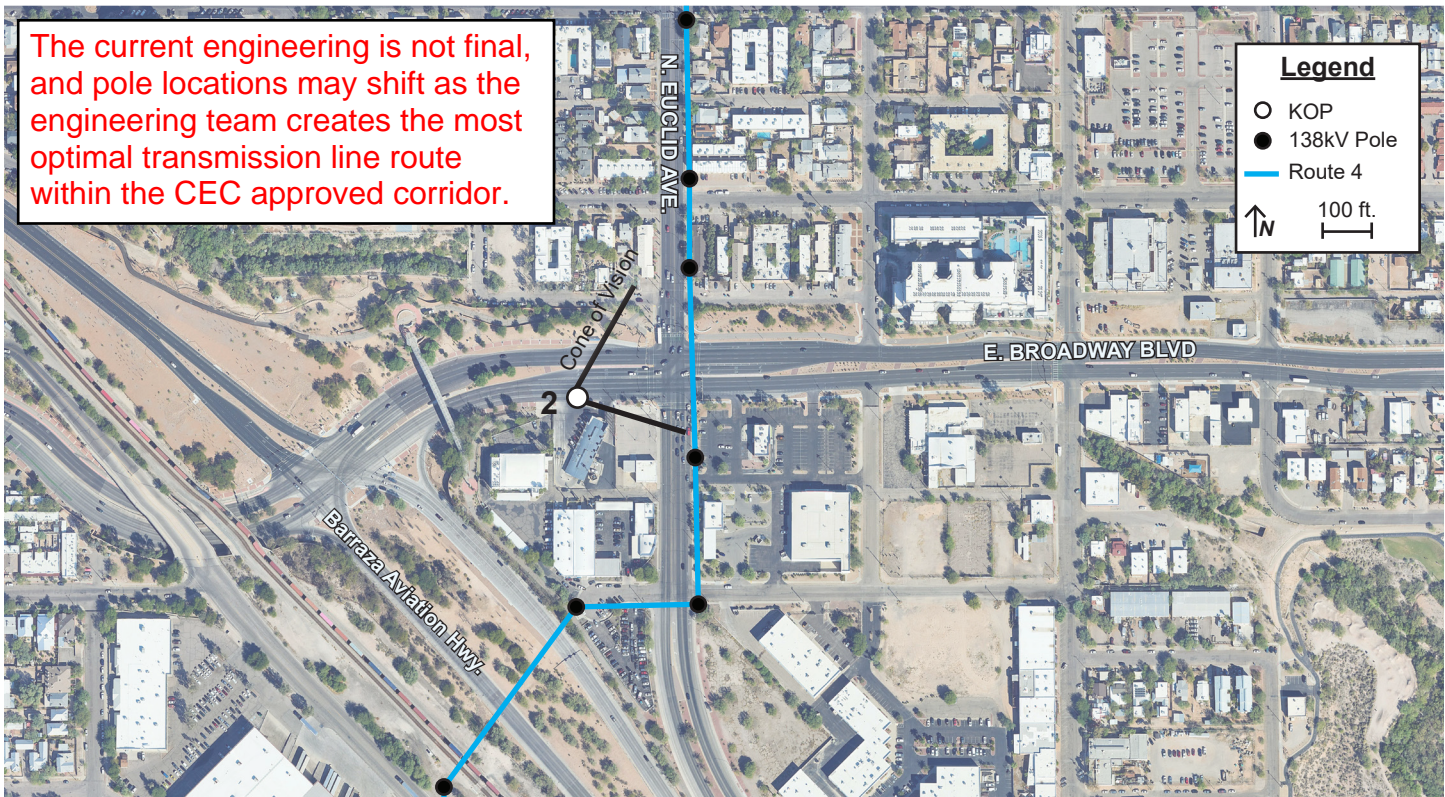 The current engineering is not final,
and pole locations may shift as the
engineering team creates the most
optimal transmission line route
within the CEC approved corridor.
Legend
KOP
138kV Pole
Route 4
N
100 ft.
N. EUCLID AVE.
Cone of Vision
E. BROADWAY BLVD
2
Barraza Aviation Hwy.